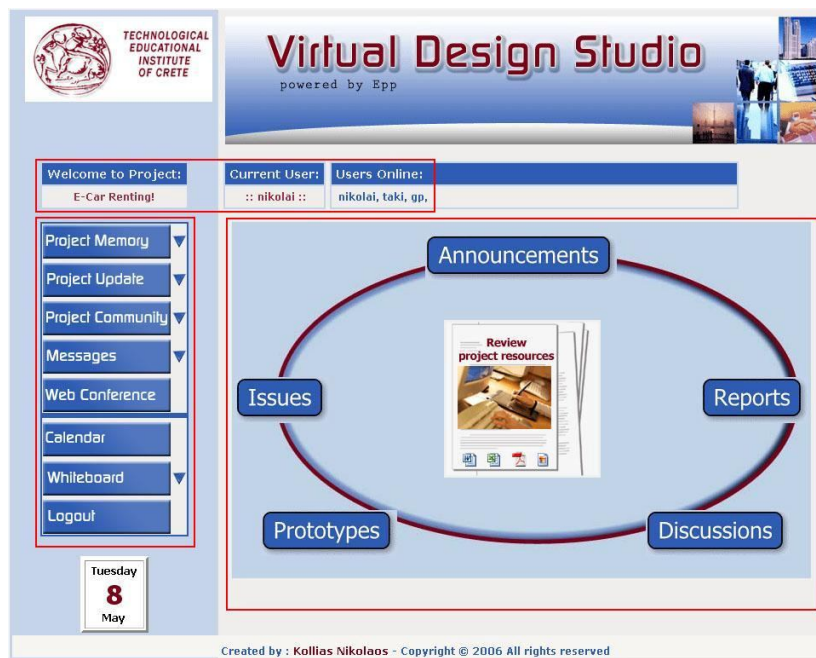 TECHNOLOGICAL
EDUCATIONAL
INSTITUTE
OF CRETE
Virtual Design Studio
powered by Epp
Welcome to Project:
E-Car Renting!
Current User:
:: nikolai ::
Users Online:
nikolai, taki, gp,
Project Memory
Project Update
Project Community
Messages
Web Conference
Calendar
Whiteboard
Logout
Tuesday
8
May
Announcements
Issues
Review
project resources
Reports
Prototypes
Discussions
Created by : Kollias Nikolaos - Copyright © 2006 All rights reserved